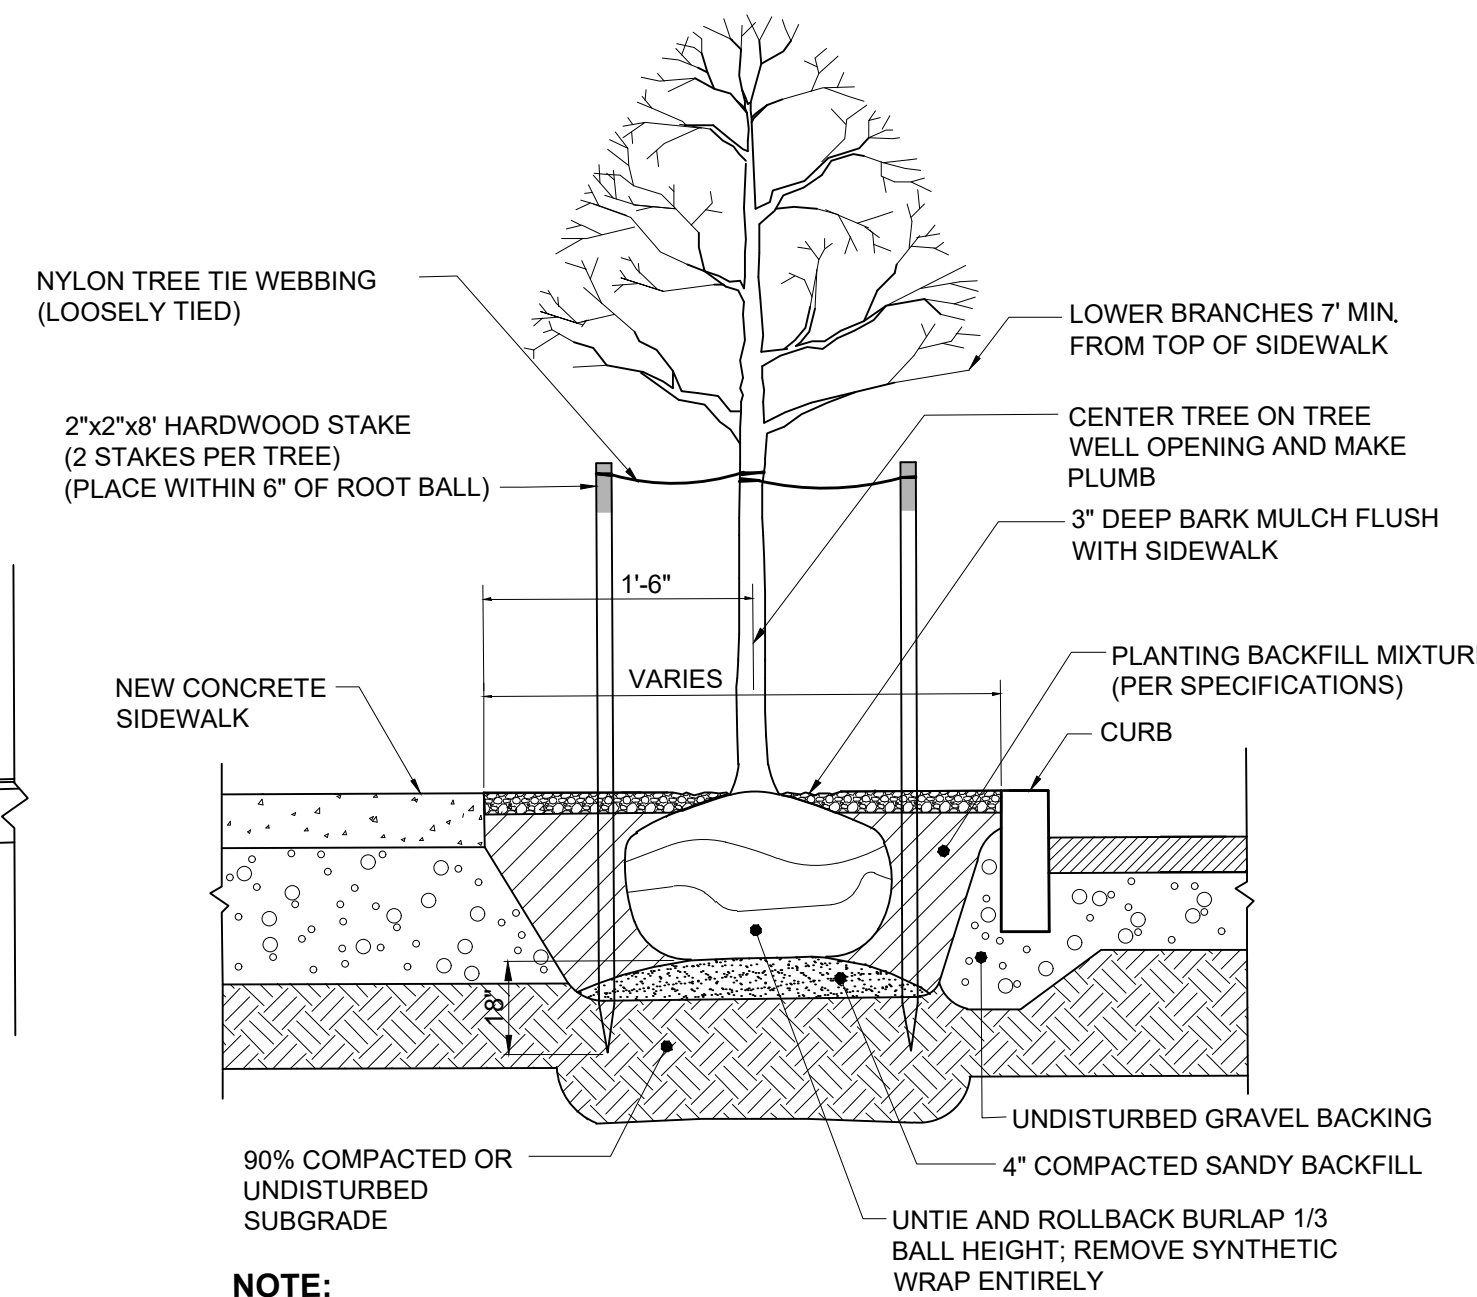 NYLON TREE TIE WEBBING
(LOOSELY TIED)
LOWER BRANCHES 7' MIN.
FROM TOP OF SIDEWALK
2"x2"x8' HARDWOOD STAKE
(2 STAKES PER TREE)
(PLACE WITHIN 6" OF ROOT BALL)
CENTER TREE ON TREE
WELL OPENING AND MAKE
PLUMB
3" DEEP BARK MULCH FLUSH
WITH SIDEWALK
1'-6"
PLANTING BACKFILL MIXTUR
(PER SPECIFICATIONS)
VARIES
NEW CONCRETE
SIDEWALK
CURB
18"
UNDISTURBED GRAVEL BACKING
90% COMPACTED OR
UNDISTURBED
SUBGRADE
4" COMPACTED SANDY BACKFILL
UNTIE AND ROLLBACK BURLAP 1/3
BALL HEIGHT; REMOVE SYNTHETIC
WRAP ENTIRELY
NOTE: